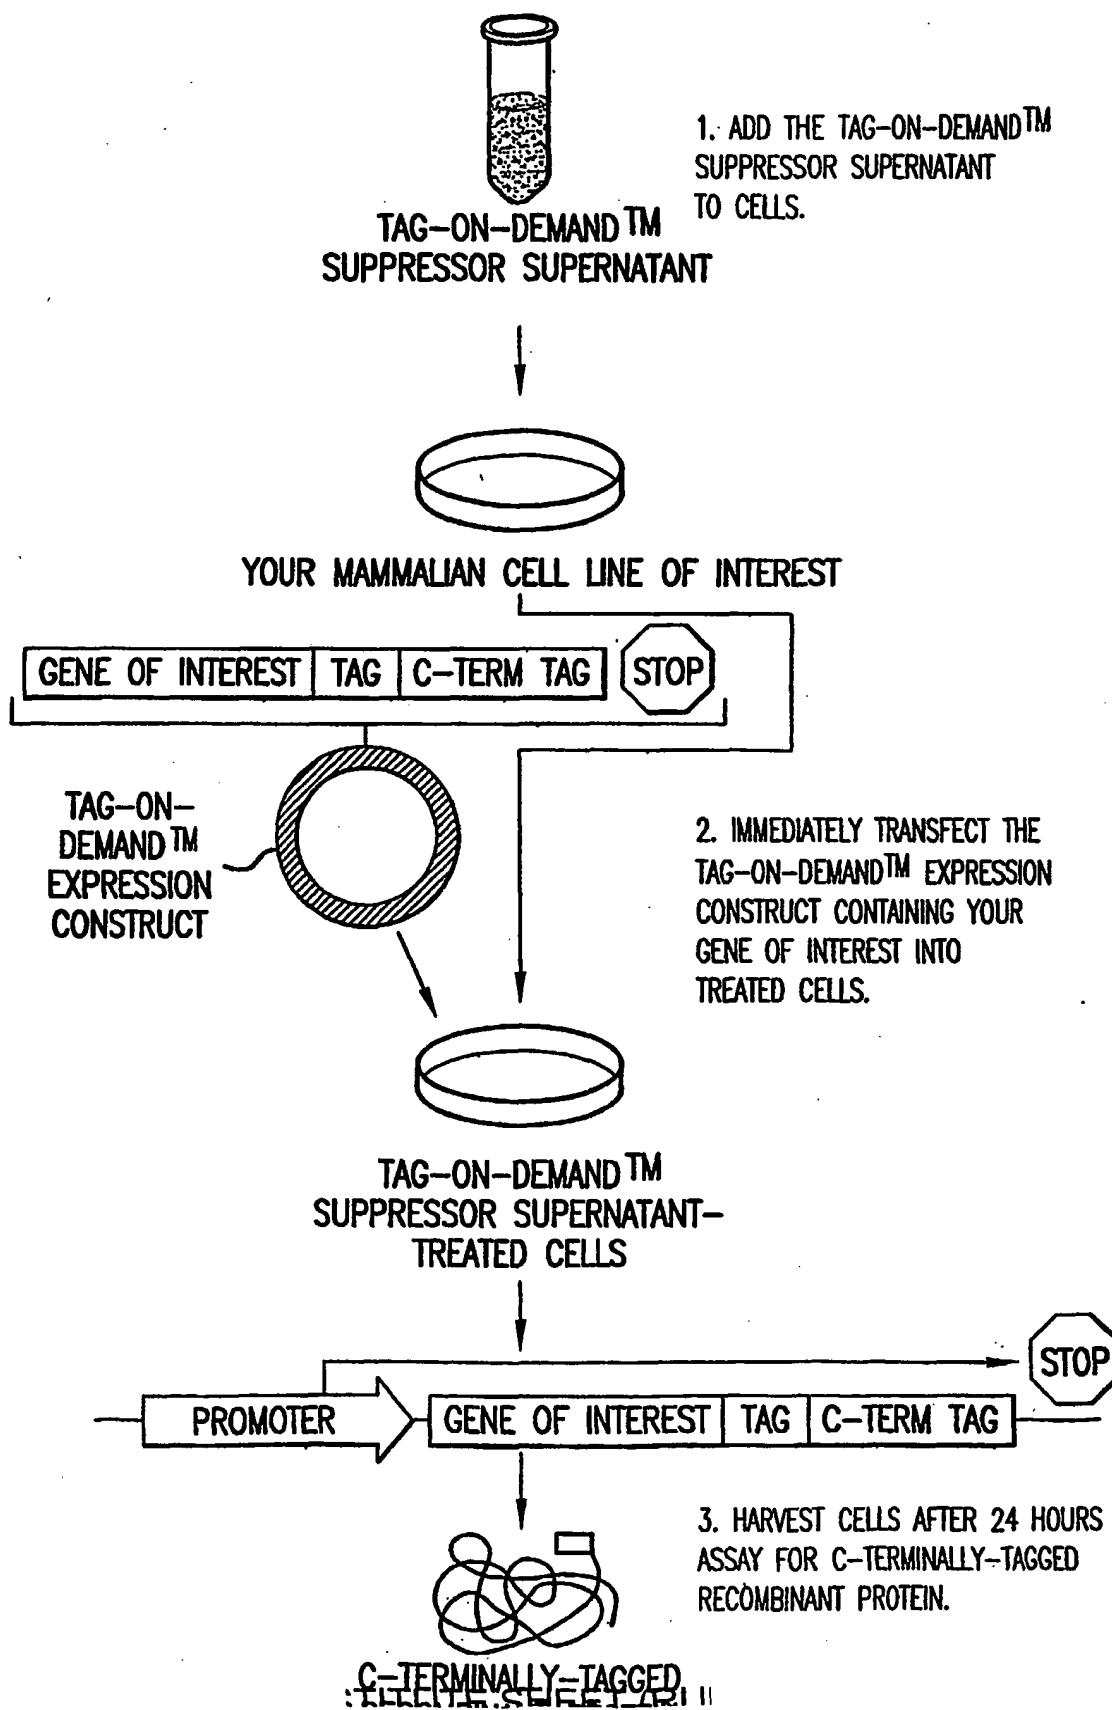 1. ADD THE TAG-ON-DEMAND™
SUPPRESSOR SUPERNATANT
TO CELLS.
TAG-ON-DEMAND™
SUPPRESSOR SUPERNATANT
YOUR MAMMALIAN CELL LINE OF INTEREST
GENE OF INTEREST TAG C-TERM TAG STOP
TAG-ON-
DEMAND™
EXPRESSION
CONSTRUCT
2. IMMEDIATELY TRANSFECT THE
TAG-ON-DEMAND™ EXPRESSION
CONSTRUCT CONTAINING YOUR
GENE OF INTEREST INTO
TREATED CELLS.
TAG-ON-DEMAND™
SUPPRESSOR SUPERNATANT-
TREATED CELLS
STOP
PROMOTER GENE OF INTEREST TAG C-TERM TAG
3. HARVEST CELLS AFTER 24 HOURS
ASSAY FOR C-TERMINALLY-TAGGED
RECOMBINANT PROTEIN.
C-TERMINALLY-TAGGED